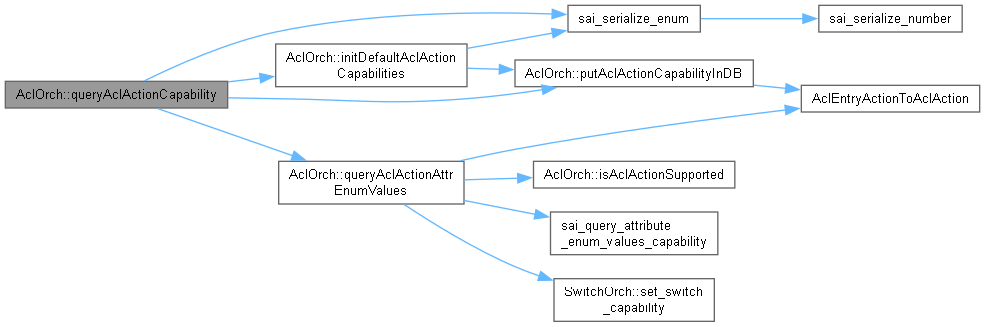 AclOrch::queryAclActionCapability
sai_serialize_enum
sai_serialize_number
AclOrch::initDefaultAclAction
Capabilities
AclOrch::putAclActionCapabilityInDB
AclEntryActionToAclAction
AclOrch::queryAclActionAttr
EnumValues
AclOrch::isAclActionSupported
sai_query_attribute
_enum_values_capability
SwitchOrch::set_switch
_capability